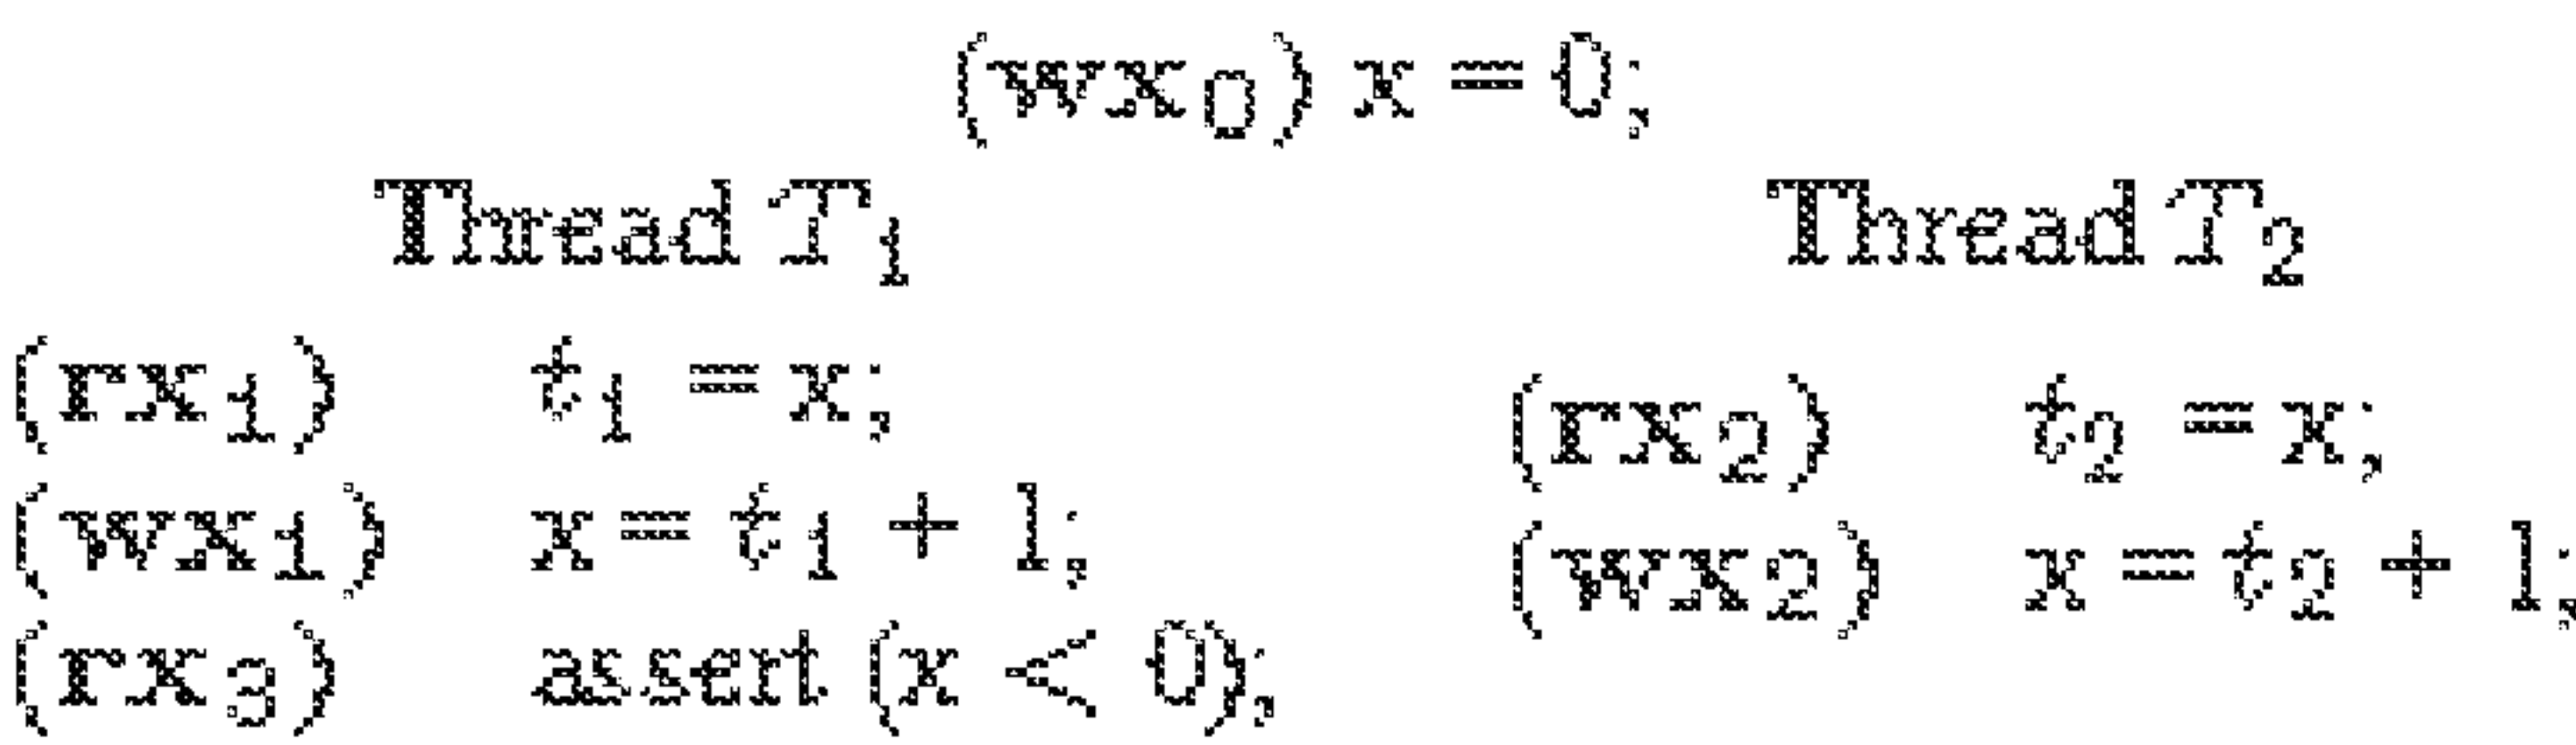 (wx₀) x = 0;
Thread T₁ Thread T₂
(rx₁) t₁ = x; (rx₂) t₂ = x;
(wx₁) x = t₁ + 1; (wx₂) x = t₂ + 1;
(rx₃) assert (x < 0);